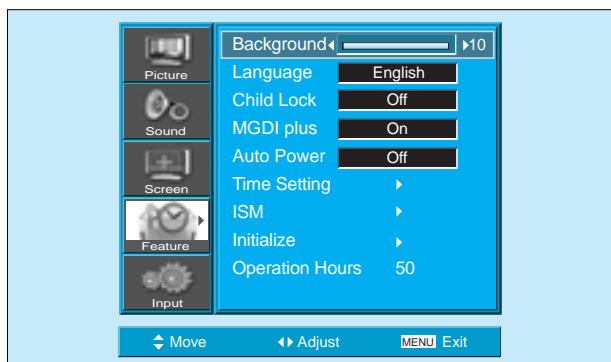 Picture
Sound
Screen
Feature
Input
Background 10
Language English
Child Lock Off
MGDI plus On
Auto Power Off
Time Setting
ISM
Initialize
Operation Hours 50
Move Adjust MENU Exit